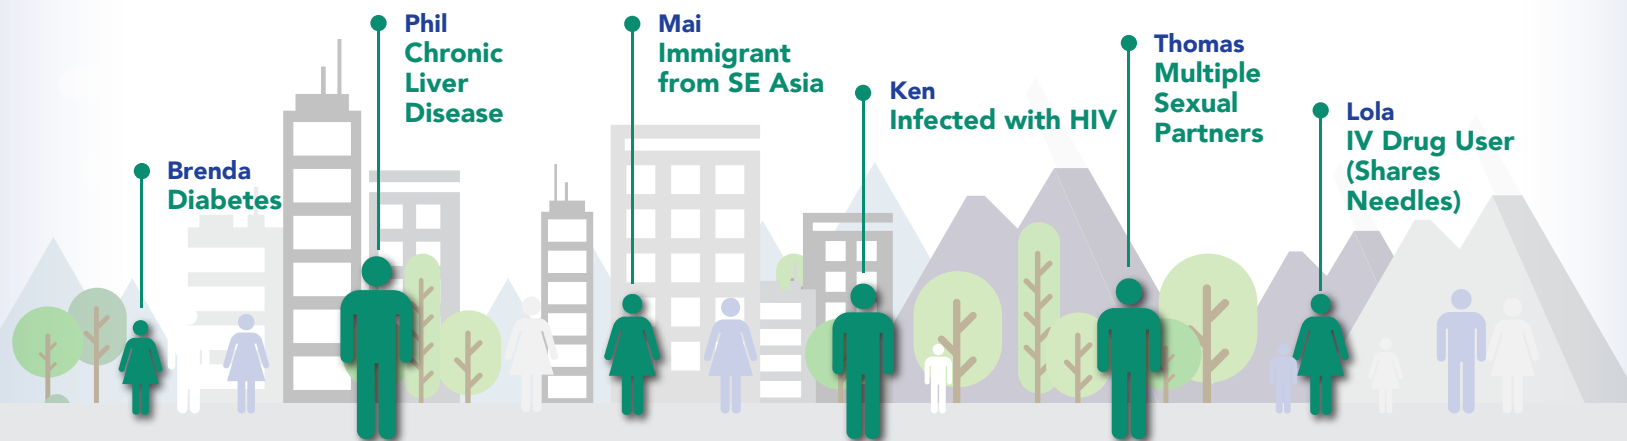 Brenda
Diabetes
Phil
Chronic
Liver
Disease
Mai
Immigrant
from SE Asia
Ken
Infected with HIV
Thomas
Multiple
Sexual
Partners
Lola
IV Drug User
(Shares
Needles)